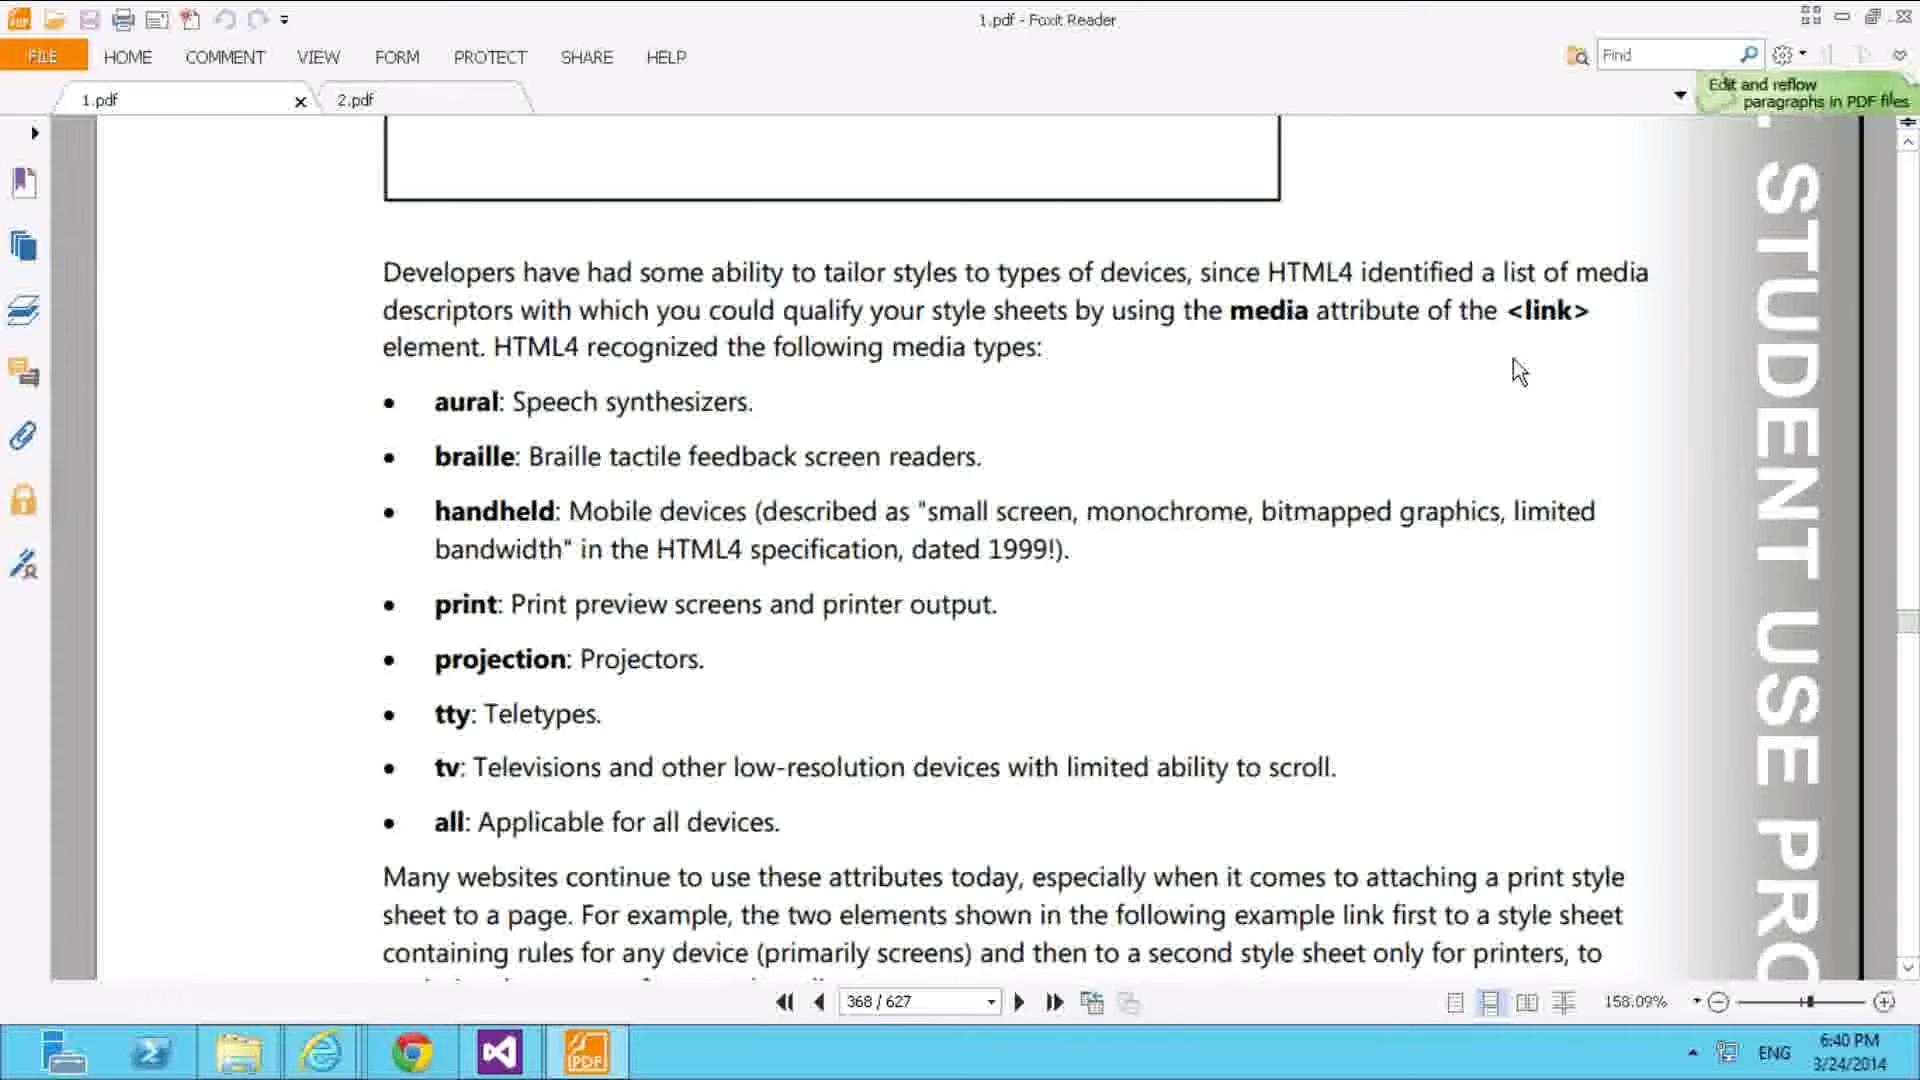 1.pdf - Foxit Reader
FILE HOME COMMENT VIEW FORM PROTECT SHARE HELP
Find
Edit and reflow
paragraphs in PDF files
1.pdf
2.pdf
Developers have had some ability to tailor styles to types of devices, since HTML4 identified a list of media
descriptors with which you could qualify your style sheets by using the media attribute of the <link>
element. HTML4 recognized the following media types:
• aural: Speech synthesizers.
• braille: Braille tactile feedback screen readers.
• handheld: Mobile devices (described as "small screen, monochrome, bitmapped graphics, limited
bandwidth" in the HTML4 specification, dated 1999!).
• print: Print preview screens and printer output.
• projection: Projectors.
• tty: Teletypes.
• tv: Televisions and other low-resolution devices with limited ability to scroll.
• all: Applicable for all devices.
Many websites continue to use these attributes today, especially when it comes to attaching a print style
sheet to a page. For example, the two elements shown in the following example link first to a style sheet
containing rules for any device (primarily screens) and then to a second style sheet only for printers, to
STUDENT USE PRO
368 / 627
158.09%
PDF
ENG
6:40 PM
3/24/2014